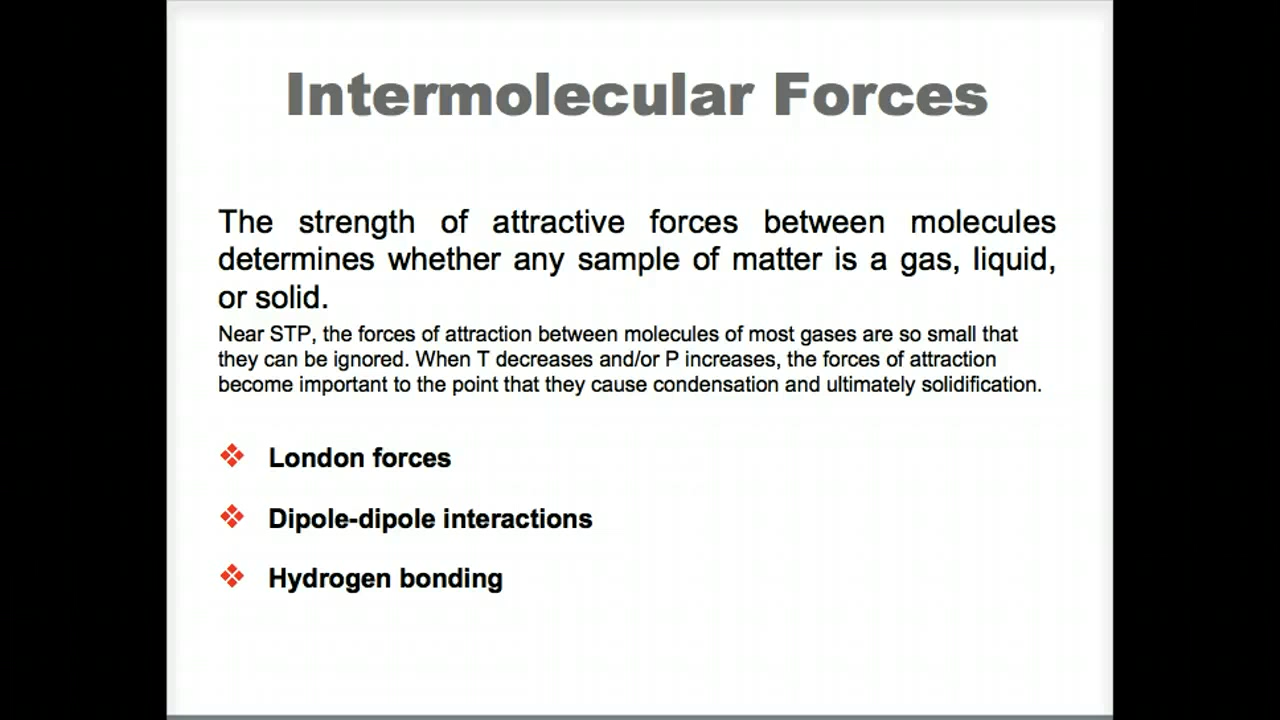 Intermolecular Forces
The strength of attractive forces between molecules
determines whether any sample of matter is a gas, liquid,
or solid.
Near STP, the forces of attraction between molecules of most gases are so small that
they can be ignored. When T decreases and/or P increases, the forces of attraction
become important to the point that they cause condensation and ultimately solidification.
❖ London forces
❖ Dipole-dipole interactions
❖ Hydrogen bonding